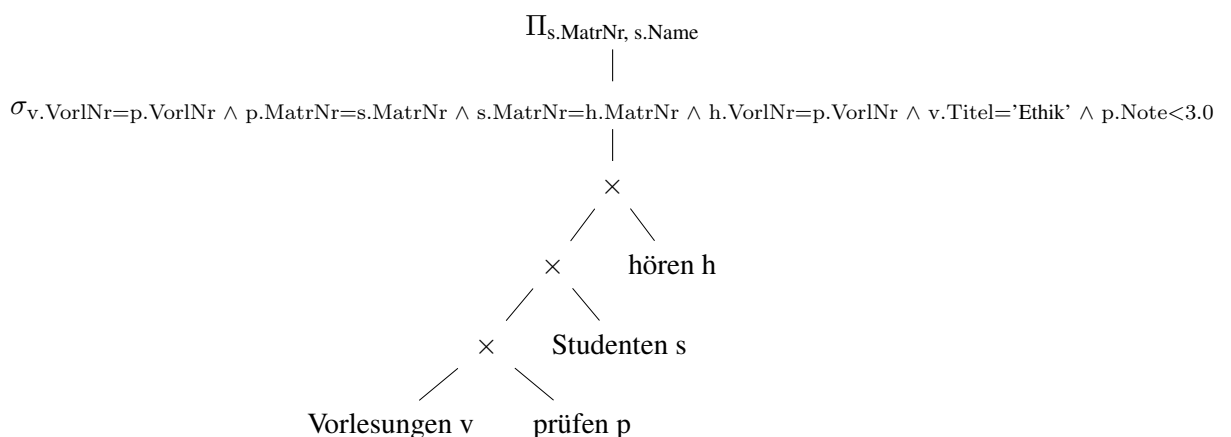 Π s.MatrNr, s.Name
σ v.VorlNr=p.VorlNr ∧ p.MatrNr=s.MatrNr ∧ s.MatrNr=h.MatrNr ∧ h.VorlNr=p.VorlNr ∧ v.Titel='Ethik' ∧ p.Note<3.0
×
× hören h
× Studenten s
Vorlesungen v prüfen p